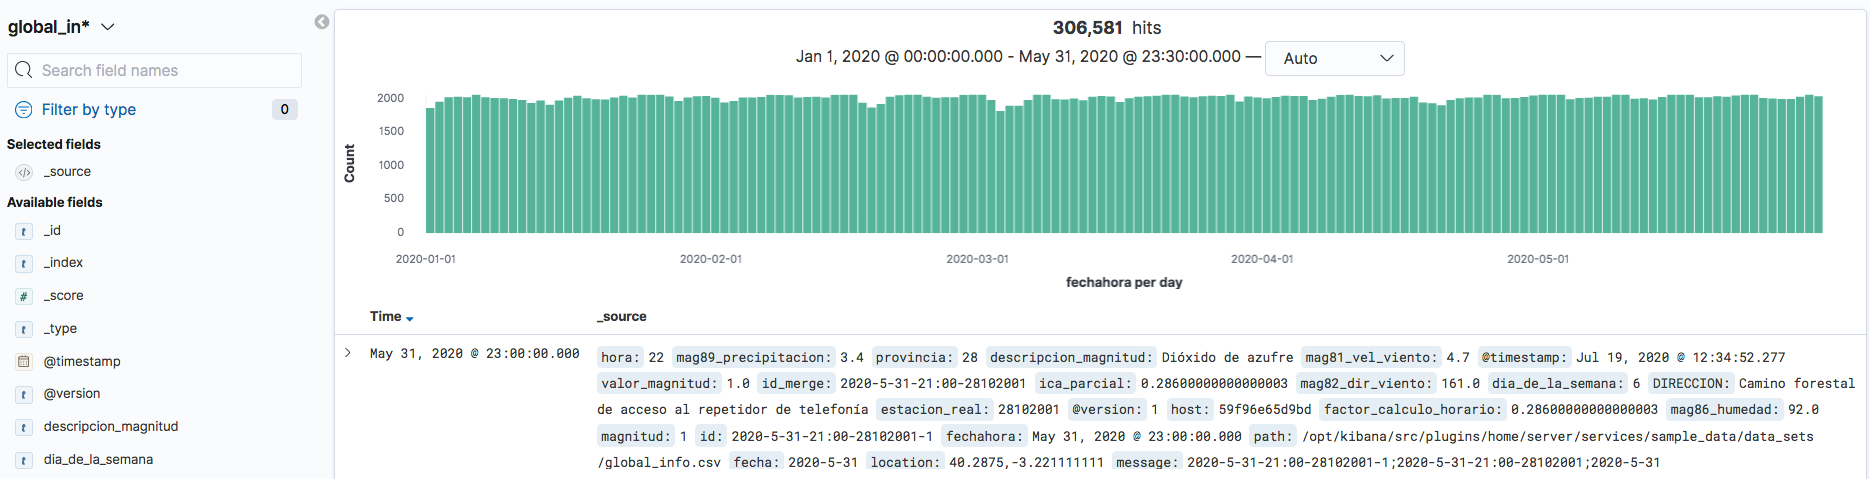 global_in*
Search field names
Filter by type
0
Selected fields
_source
Available fields
t _id
t _index
# _score
t _type
@timestamp
t @version
t descripcion_magnitud
t dia_de_la_semana
306,581 hits
Jan 1, 2020 @ 00:00:00.000 - May 31, 2020 @ 23:30:00.000 — Auto
Count
2000
1500
1000
500
0
2020-01-01 2020-02-01 2020-03-01 2020-04-01 2020-05-01
fechahora per day
Time _source
May 31, 2020 @ 23:00:00.000
hora: 22 mag89_precipitacion: 3.4 provincia: 28 descripcion_magnitud: Dióxido de azufre mag81_vel_viento: 4.7 @timestamp: Jul 19, 2020 @ 12:34:52.277
valor_magnitud: 1.0 id_merge: 2020-5-31-21:00-28102001 ica_parcial: 0.28600000000000003 mag82_dir_viento: 161.0 dia_de_la_semana: 6 DIRECCION: Camino forestal
de acceso al repetidor de telefonía estacion_real: 28102001 @version: 1 host: 59f96e65d9bd factor_calculo_horario: 0.28600000000000003 mag86_humedad: 92.0
magnitud: 1 id: 2020-5-31-21:00-28102001-1 fechahora: May 31, 2020 @ 23:00:00.000 path: /opt/kibana/src/plugins/home/server/services/sample_data/data_sets
/global_info.csv fecha: 2020-5-31 location: 40.2875,-3.221111111 message: 2020-5-31-21:00-28102001-1;2020-5-31-21:00-28102001;2020-5-31